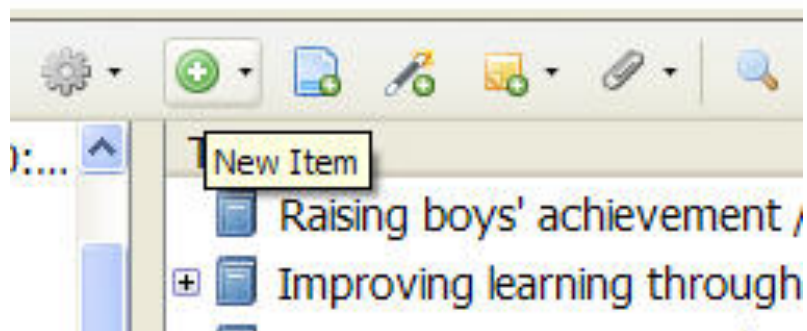 ):...
New Item
Raising boys' achievement /
Improving learning through